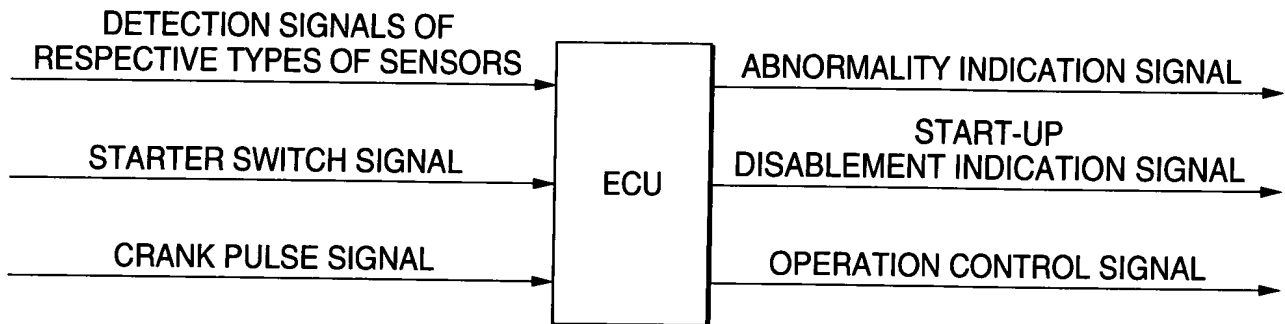 DETECTION SIGNALS OF
RESPECTIVE TYPES OF SENSORS
STARTER SWITCH SIGNAL
CRANK PULSE SIGNAL
ECU
ABNORMALITY INDICATION SIGNAL
START-UP
DISABLEMENT INDICATION SIGNAL
OPERATION CONTROL SIGNAL